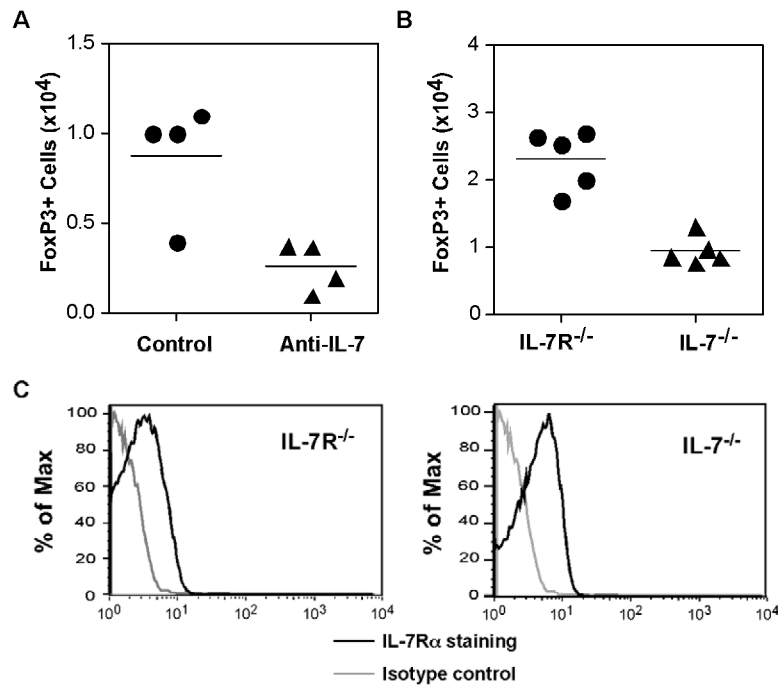 A
FoxP3+ Cells (x10⁴)
1.5
1.0
0.5
0.0
Control
Anti-IL-7
B
FoxP3+ Cells (x10⁴)
4
3
2
1
0
IL-7R⁻/⁻
IL-7⁻/⁻
C
% of Max
100
80
60
40
20
0
IL-7R⁻/⁻
10⁰
10¹
10²
10³
10⁴
% of Max
100
80
60
40
20
0
IL-7⁻/⁻
10⁰
10¹
10²
10³
10⁴
IL-7Rα staining
Isotype control